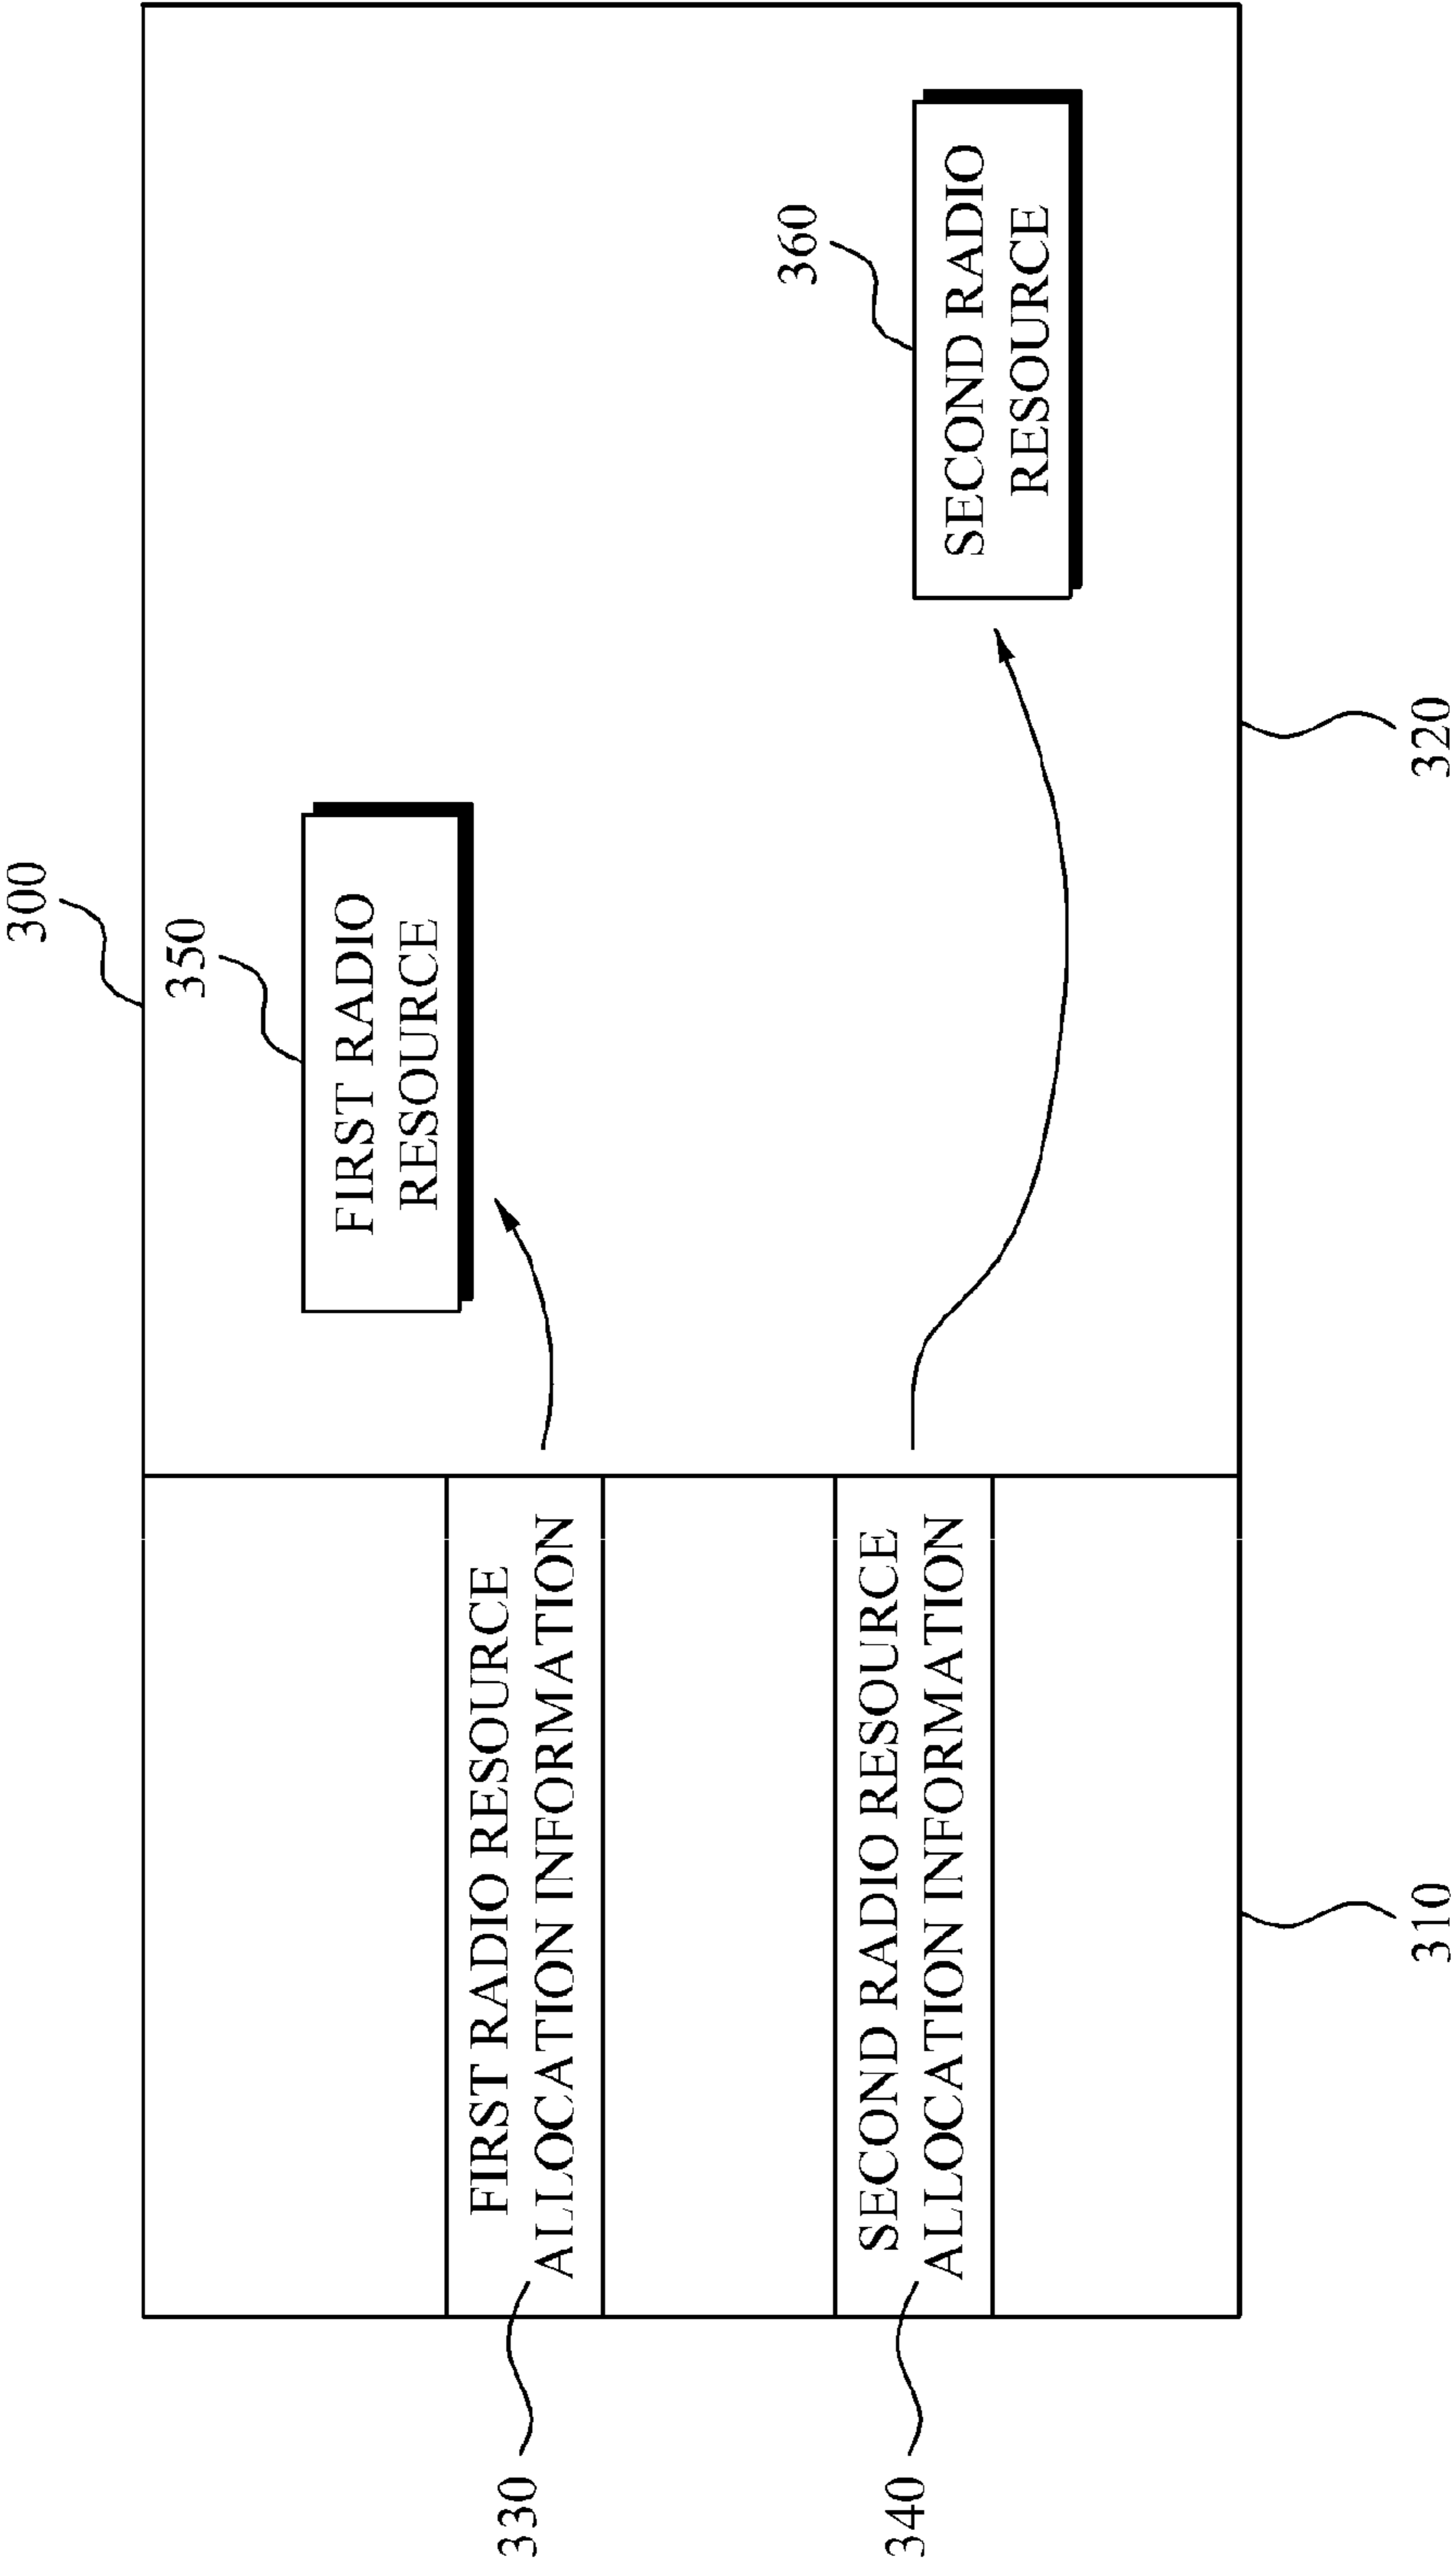 300
350
FIRST RADIO
RESOURCE
360
SECOND RADIO
RESOURCE
330
FIRST RADIO RESOURCE
ALLOCATION INFORMATION
340
SECOND RADIO RESOURCE
ALLOCATION INFORMATION
310
320